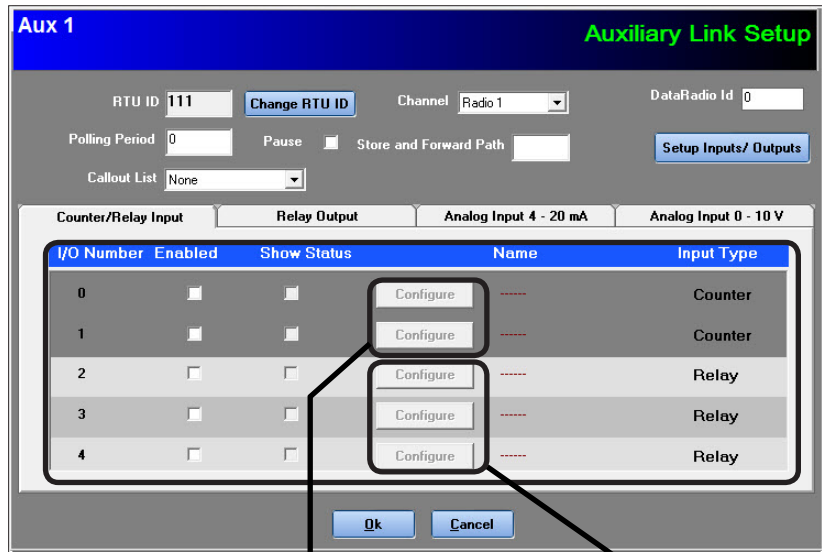 Aux 1
Auxiliary Link Setup
RTU ID 111 Change RTU ID Channel Radio 1 DataRadio Id 0
Polling Period 0 Pause Store and Forward Path Setup Inputs/ Outputs
Callout List None
Counter/Relay Input Relay Output Analog Input 4 - 20 mA Analog Input 0 - 10 V
I/O Number Enabled Show Status Name Input Type
0 Configure ------ Counter
1 Configure ------ Counter
2 Configure ------ Relay
3 Configure ------ Relay
4 Configure ------ Relay
Ok Cancel